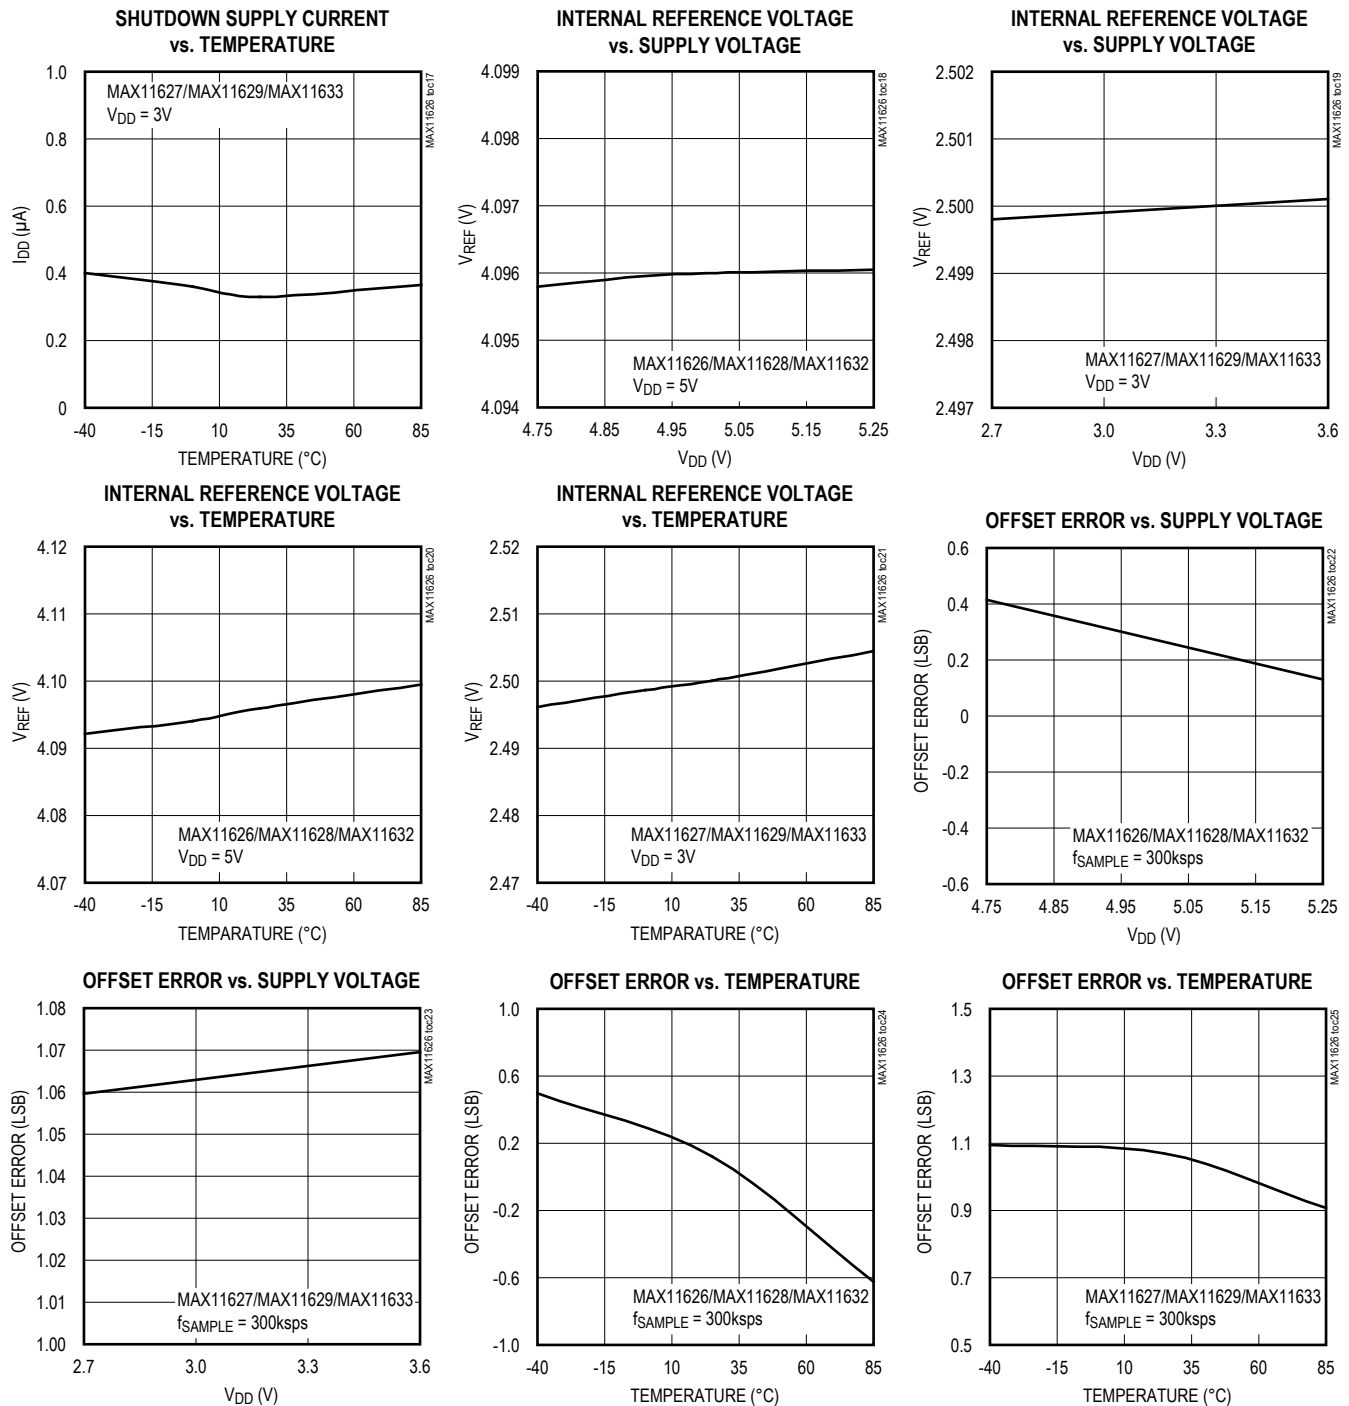 SHUTDOWN SUPPLY CURRENT
vs. TEMPERATURE
1.0
0.8
0.6
0.4
0.2
0
IDD (µA)
MAX11627/MAX11629/MAX11633
VDD = 3V
MAX11626 toc17
-40 -15 10 35 60 85
TEMPERATURE (°C)
INTERNAL REFERENCE VOLTAGE
vs. SUPPLY VOLTAGE
4.099
4.098
4.097
4.096
4.095
4.094
VREF (V)
MAX11626 toc18
MAX11626/MAX11628/MAX11632
VDD = 5V
4.75 4.85 4.95 5.05 5.15 5.25
VDD (V)
INTERNAL REFERENCE VOLTAGE
vs. SUPPLY VOLTAGE
2.502
2.501
2.500
2.499
2.498
2.497
VREF (V)
MAX11626 toc19
MAX11627/MAX11629/MAX11633
VDD = 3V
2.7 3.0 3.3 3.6
VDD (V)
INTERNAL REFERENCE VOLTAGE
vs. TEMPERATURE
4.12
4.11
4.10
4.09
4.08
4.07
VREF (V)
MAX11626 toc20
MAX11626/MAX11628/MAX11632
VDD = 5V
-40 -15 10 35 60 85
TEMPARATURE (°C)
INTERNAL REFERENCE VOLTAGE
vs. TEMPERATURE
2.52
2.51
2.50
2.49
2.48
2.47
VREF (V)
MAX11626 toc21
MAX11627/MAX11629/MAX11633
VDD = 3V
-40 -15 10 35 60 85
TEMPARATURE (°C)
OFFSET ERROR vs. SUPPLY VOLTAGE
0.6
0.4
0.2
0
-0.2
-0.4
-0.6
OFFSET ERROR (LSB)
MAX11626 toc22
MAX11626/MAX11628/MAX11632
fSAMPLE = 300ksps
4.75 4.85 4.95 5.05 5.15 5.25
VDD (V)
OFFSET ERROR vs. SUPPLY VOLTAGE
1.08
1.07
1.06
1.05
1.04
1.03
1.02
1.01
1.00
OFFSET ERROR (LSB)
MAX11626 toc23
MAX11627/MAX11629/MAX11633
fSAMPLE = 300ksps
2.7 3.0 3.3 3.6
VDD (V)
OFFSET ERROR vs. TEMPERATURE
1.0
0.6
0.2
-0.2
-0.6
-1.0
OFFSET ERROR (LSB)
MAX11626 toc24
MAX11626/MAX11628/MAX11632
fSAMPLE = 300ksps
-40 -15 10 35 60 85
TEMPERATURE (°C)
OFFSET ERROR vs. TEMPERATURE
1.5
1.3
1.1
0.9
0.7
0.5
OFFSET ERROR (LSB)
MAX11626 toc25
MAX11627/MAX11629/MAX11633
fSAMPLE = 300ksps
-40 -15 10 35 60 85
TEMPERATURE (°C)